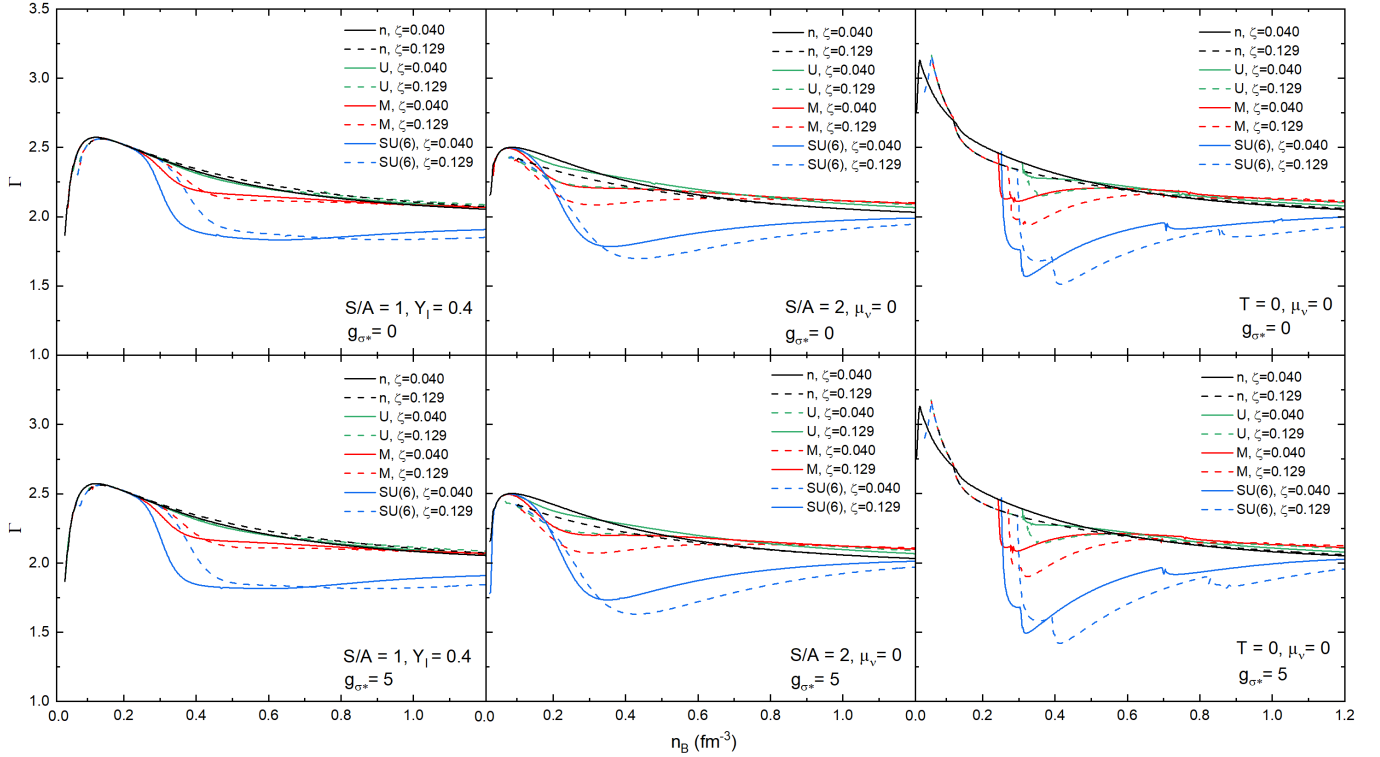 3.5
3.0
2.5
2.0
1.5
1.0
Γ
n, ζ=0.040
n, ζ=0.129
U, ζ=0.040
U, ζ=0.129
M, ζ=0.040
M, ζ=0.129
SU(6), ζ=0.040
SU(6), ζ=0.129
S/A = 1, Y_l = 0.4
g_σ* = 0
n, ζ=0.040
n, ζ=0.129
U, ζ=0.040
U, ζ=0.129
M, ζ=0.040
M, ζ=0.129
SU(6), ζ=0.040
SU(6), ζ=0.129
S/A = 2, μ_ν = 0
g_σ* = 0
n, ζ=0.040
n, ζ=0.129
U, ζ=0.040
U, ζ=0.129
M, ζ=0.040
M, ζ=0.129
SU(6), ζ=0.040
SU(6), ζ=0.129
T = 0, μ_ν = 0
g_σ* = 0
3.0
2.5
2.0
1.5
1.0
Γ
n, ζ=0.040
n, ζ=0.129
U, ζ=0.040
U, ζ=0.129
M, ζ=0.040
M, ζ=0.129
SU(6), ζ=0.040
SU(6), ζ=0.129
S/A = 1, Y_l = 0.4
g_σ* = 5
n, ζ=0.040
n, ζ=0.129
U, ζ=0.040
U, ζ=0.129
M, ζ=0.040
M, ζ=0.129
SU(6), ζ=0.040
SU(6), ζ=0.129
S/A = 2, μ_ν = 0
g_σ* = 5
n, ζ=0.040
n, ζ=0.129
U, ζ=0.040
U, ζ=0.129
M, ζ=0.040
M, ζ=0.129
SU(6), ζ=0.040
SU(6), ζ=0.129
T = 0, μ_ν = 0
g_σ* = 5
0.0 0.2 0.4 0.6 0.8 1.0 0.0 0.2 0.4 0.6 0.8 1.0 0.0 0.2 0.4 0.6 0.8 1.0 1.2
n_B (fm⁻³)